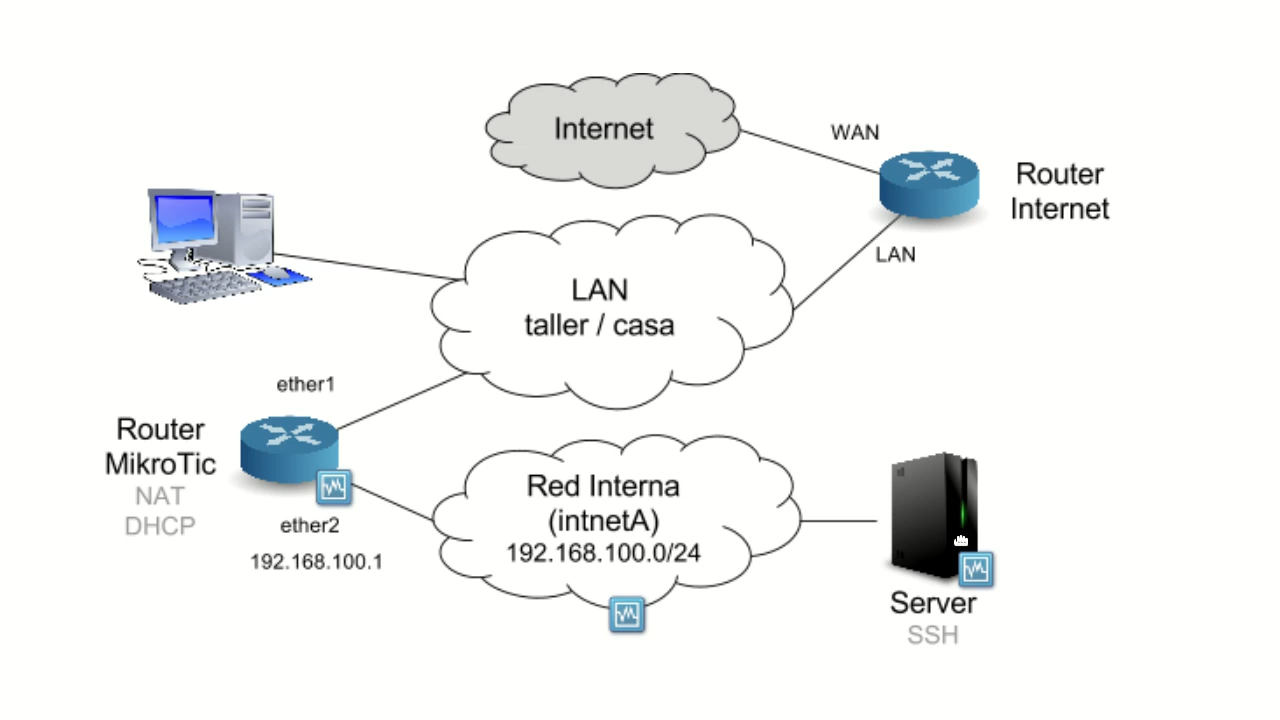 Internet
WAN
Router
Internet
LAN
LAN
taller / casa
ether1
Router
MikroTic
NAT
DHCP
ether2
192.168.100.1
Red Interna
(intnetA)
192.168.100.0/24
Server
SSH